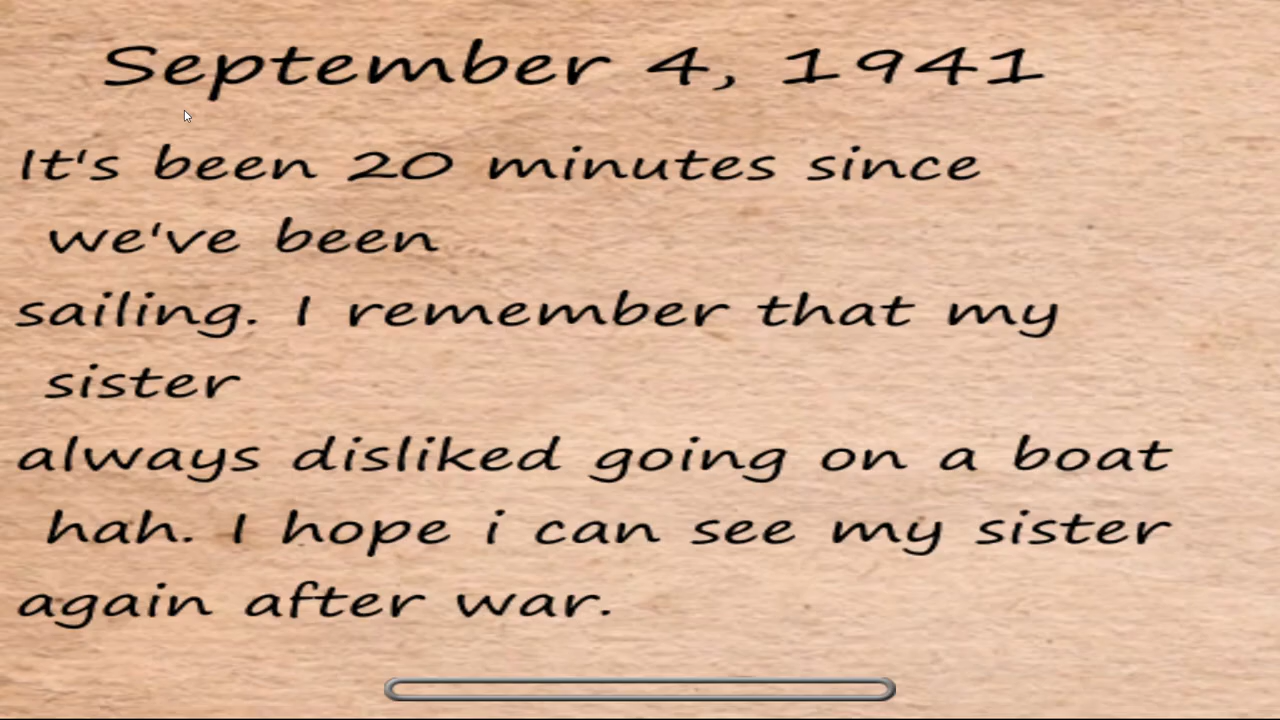 September 4, 1941
It's been 20 minutes since
we've been
sailing. I remember that my
sister
always disliked going on a boat
hah. I hope i can see my sister
again after war.